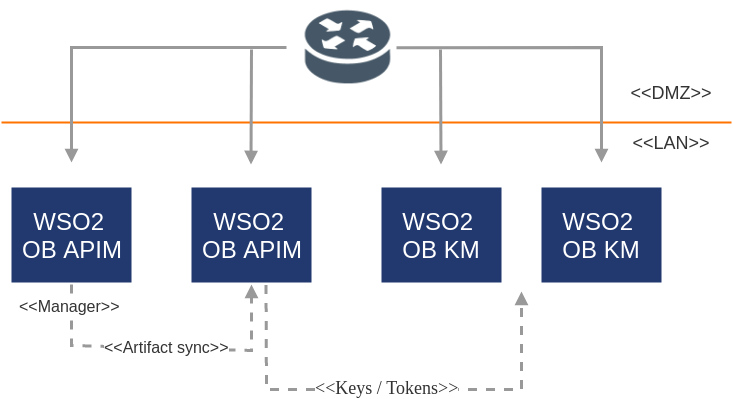 <<DMZ>>
<<LAN>>
WSO2
OB APIM
WSO2
OB APIM
WSO2
OB KM
WSO2
OB KM
<<Manager>>
<<Artifact sync>>
<<Keys / Tokens>>